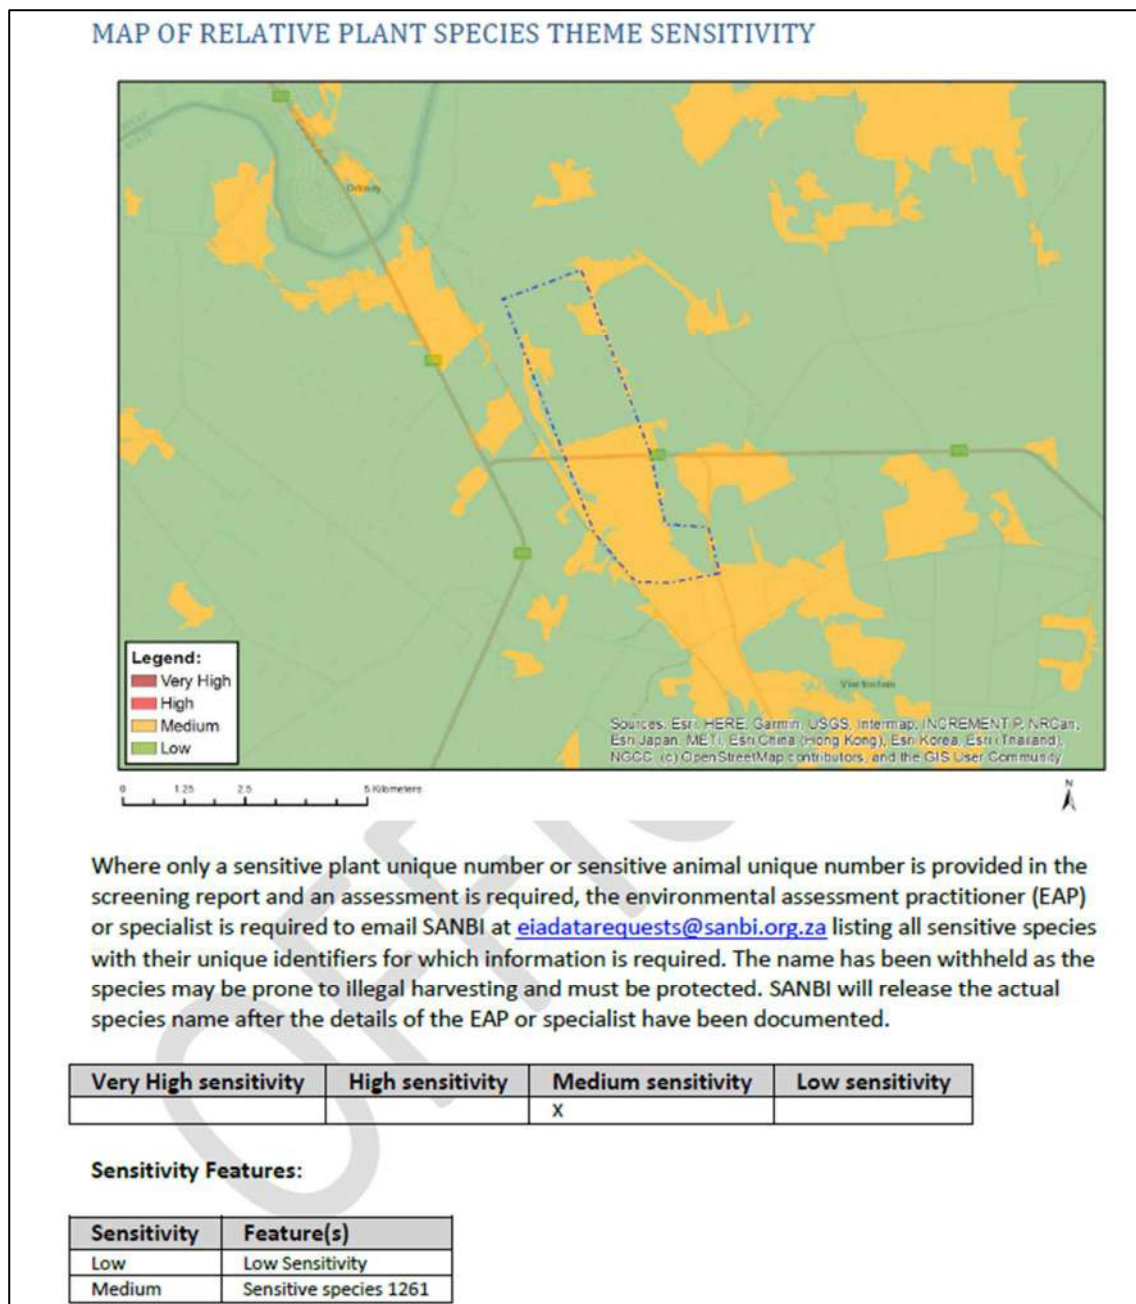 MAP OF RELATIVE PLANT SPECIES THEME SENSITIVITY
Orkney
Legend:
Very High
High
Medium
Low
Vierfontein
Sources: Esri, HERE, Garmin, USGS, Intermap, INCREMENT P, NRCan,
Esri Japan, METI, Esri China (Hong Kong), Esri Korea, Esri (Thailand),
NGCC, (c) OpenStreetMap contributors, and the GIS User Community
0 1.25 2.5 5 Kilometers
N
Where only a sensitive plant unique number or sensitive animal unique number is provided in the
screening report and an assessment is required, the environmental assessment practitioner (EAP)
or specialist is required to email SANBI at eiadatarequests@sanbi.org.za listing all sensitive species
with their unique identifiers for which information is required. The name has been withheld as the
species may be prone to illegal harvesting and must be protected. SANBI will release the actual
species name after the details of the EAP or specialist have been documented.
Very High sensitivity High sensitivity Medium sensitivity Low sensitivity
X
Sensitivity Features:
Sensitivity Feature(s)
Low Low Sensitivity
Medium Sensitive species 1261